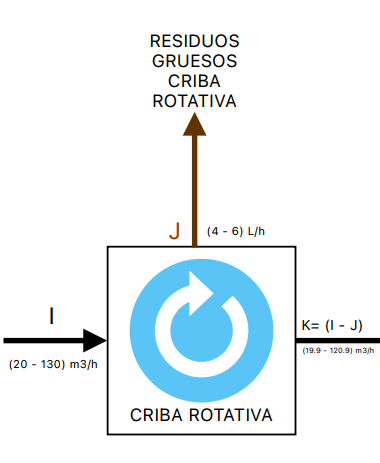 RESIDUOS
GRUESOS
CRIBA
ROTATIVA
J
(4 - 6) L/h
I
(20 - 130) m3/h
K= (I - J)
(19.9 - 120.9) m3/h
CRIBA ROTATIVA